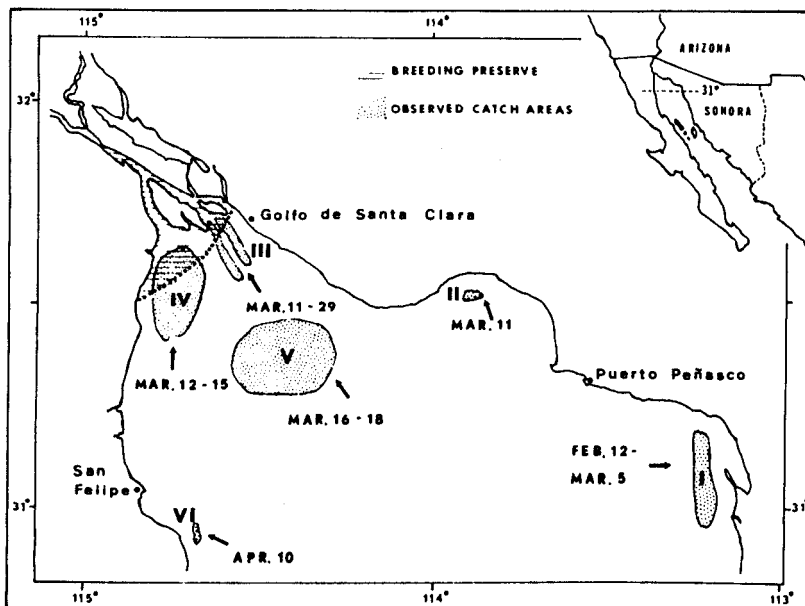 115°
114°
ARIZONA
BREEDING PRESERVE
31°
32°
SONORA
OBSERVED CATCH AREAS
Golfo de Santa Clara
III
IV
II
MAR, 11 - 29
MAR, 11
V
MAR, 12 - 15
Puerto Peñasco
MAR, 16 - 18
FEB, 12 -
MAR, 5
San
Felipe
I
31°
31°
VI
APR, 10
115°
114°
113°